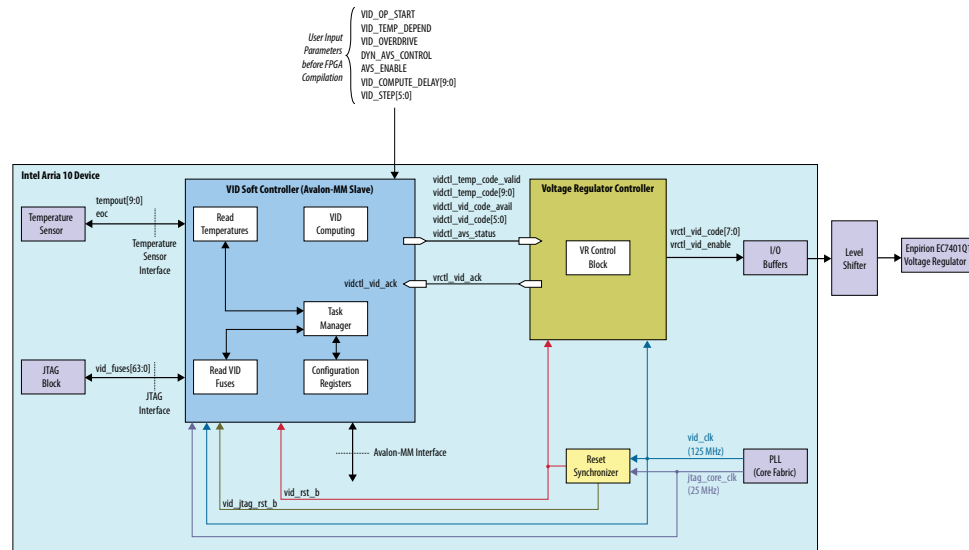 User Input
Parameters
before FPGA
Compilation
VID_OP_START
VID_TEMP_DEPEND
VID_OVERDRIVE
DYN_AVS_CONTROL
AVS_ENABLE
VID_COMPUTE_DELAY[9:0]
VID_STEP[5:0]
Intel Arria 10 Device
VID Soft Controller (Avalon-MM Slave)
Voltage Regulator Controller
Temperature
Sensor
tempout[9:0]
eoc
Temperature
Sensor
Interface
Read
Temperatures
VID
Computing
vidctl_temp_code_valid
vidctl_temp_code[9:0]
vidctl_vid_code_avail
vidctl_vid_code[5:0]
vidctl_avs_status
VR Control
Block
vrctl_vid_code[7:0]
vrctl_vid_enable
I/O
Buffers
Level
Shifter
Enpirion EC7401Q1
Voltage Regulator
vidctl_vid_ack
vrctl_vid_ack
Task
Manager
JTAG
Block
vid_fuses[63:0]
JTAG
Interface
Read VID
Fuses
Configuration
Registers
Avalon-MM Interface
vid_rst_b
vid_jtag_rst_b
Reset
Synchronizer
vid_clk
(125 MHz)
jtag_core_clk
(25 MHz)
PLL
(Core Fabric)